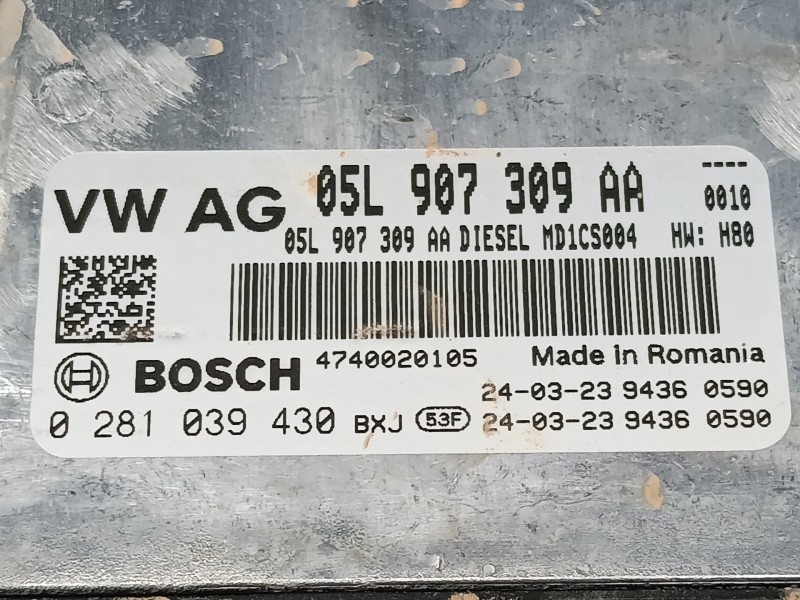 VW AG 05L 907 309 AA ---- 0010
05L 907 309 AA DIESEL MD1CS004 HW: H80
4740020105 Made in Romania
BOSCH
24-03-23 9436 0590
0 281 039 430 BXJ 53F 24-03-23 9436 0590